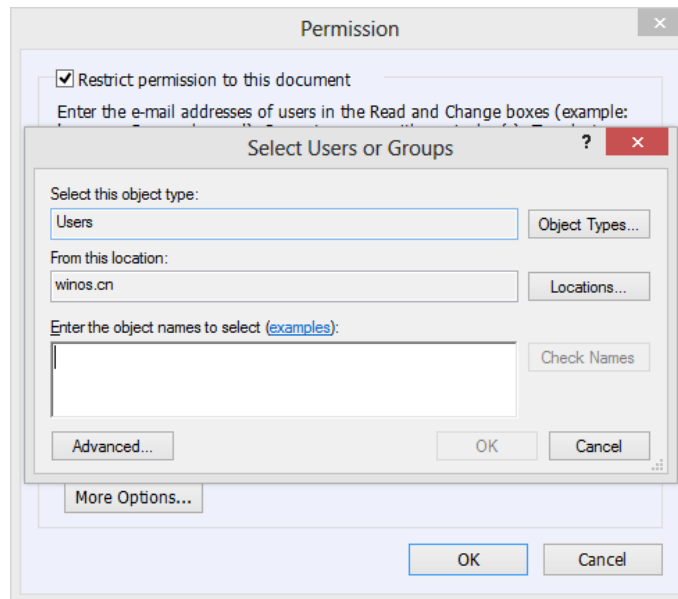 Permission
Restrict permission to this document
Enter the e-mail addresses of users in the Read and Change boxes (example:
Select Users or Groups
?
Select this object type:
Users
Object Types...
From this location:
winos.cn
Locations...
Enter the object names to select (examples):
Check Names
Advanced...
OK
Cancel
More Options...
OK
Cancel